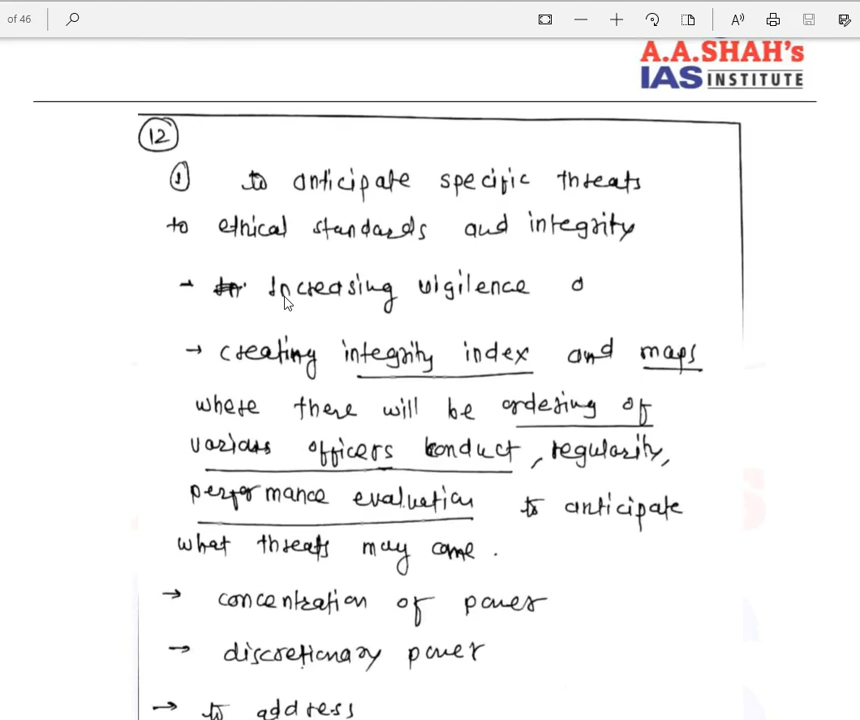 of 46
A.A.SHAH's
IAS INSTITUTE
12
1 to anticipate specific threats
to ethical standards and integrity
→ Increasing vigilence
→ creating integrity index and maps
where there will be ordering of
various officers conduct, regularity,
performance evaluation to anticipate
what threats may come.
→ concentration of power
→ discretionary power
→ to address